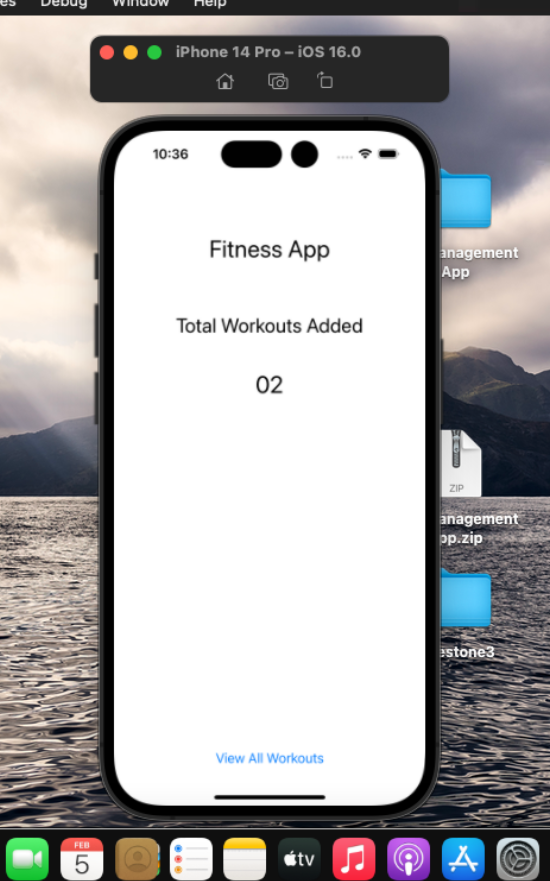 es Debug Window Help
iPhone 14 Pro – iOS 16.0
10:36
Fitness App
anagement
App
Total Workouts Added
02
ZIP
anagement
pp.zip
estone3
View All Workouts
FEB
5
tv